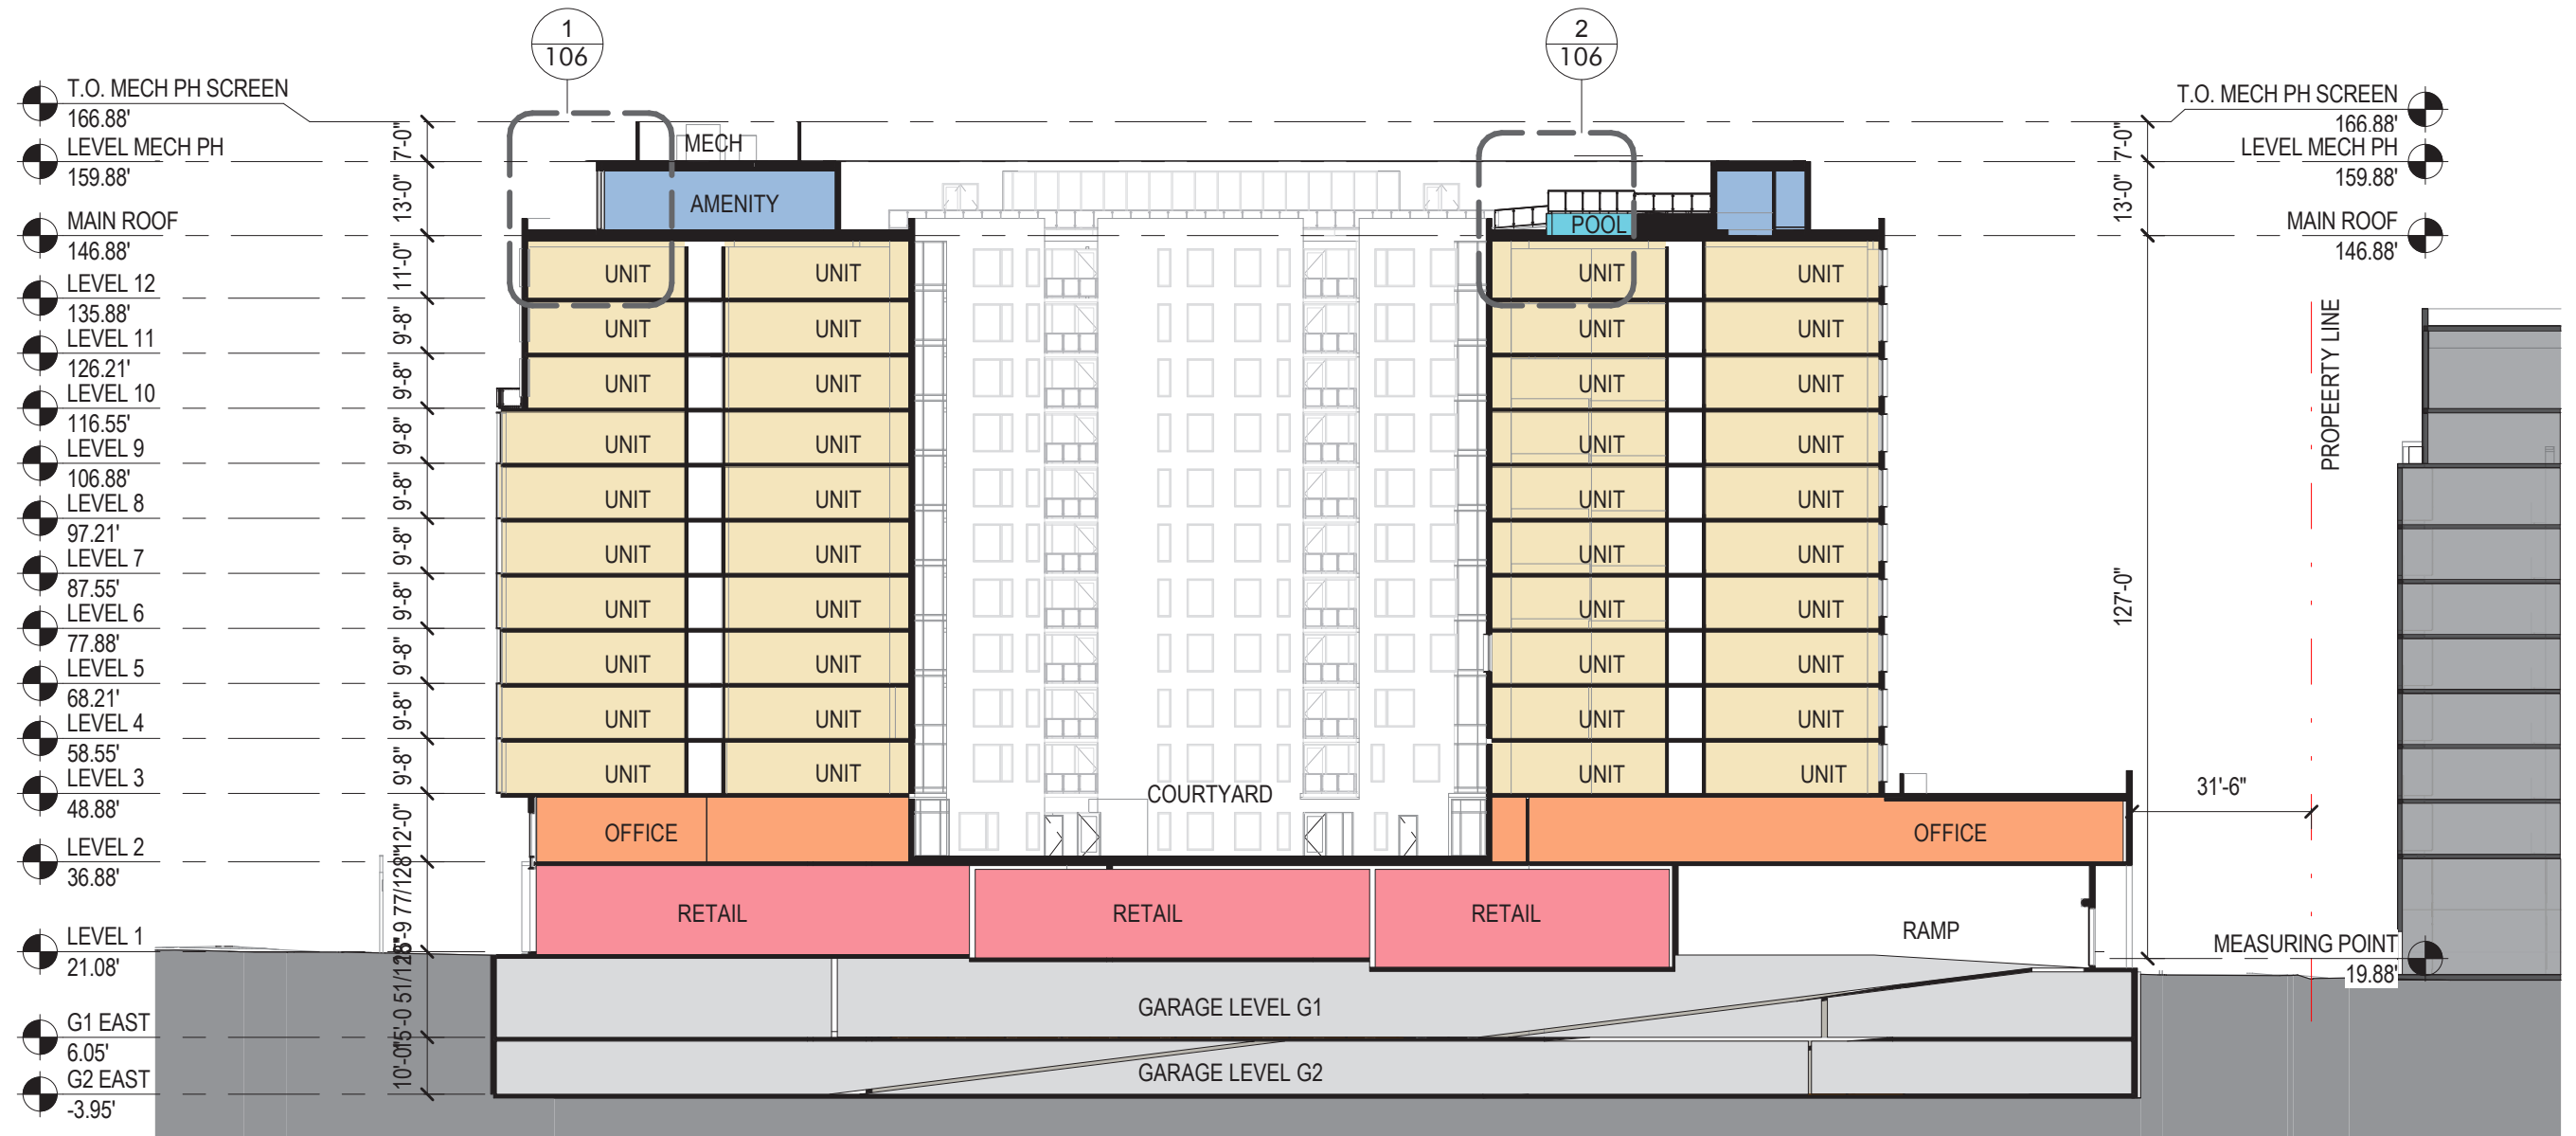 1
106
2
106
T.O. MECH PH SCREEN
166.88'
LEVEL MECH PH
159.88'
MAIN ROOF
146.88'
LEVEL 12
135.88'
LEVEL 11
126.21'
LEVEL 10
116.55'
LEVEL 9
106.88'
LEVEL 8
97.21'
LEVEL 7
87.55'
LEVEL 6
77.88'
LEVEL 5
68.21'
LEVEL 4
58.55'
LEVEL 3
48.88'
LEVEL 2
36.88'
LEVEL 1
21.08'
G1 EAST
6.05'
G2 EAST
-3.95'
7'-0"
13'-0"
11'-0"
9'-8"
9'-8"
9'-8"
9'-8"
9'-8"
9'-8"
9'-8"
9'-8"
9'-8"
12'-0"
10'-0"
MECH
AMENITY
POOL
UNIT UNIT UNIT UNIT
UNIT UNIT UNIT UNIT
UNIT UNIT UNIT UNIT
UNIT UNIT UNIT UNIT
UNIT UNIT UNIT UNIT
UNIT UNIT UNIT UNIT
UNIT UNIT UNIT UNIT
UNIT UNIT UNIT UNIT
UNIT UNIT UNIT UNIT
UNIT UNIT UNIT UNIT
COURTYARD
OFFICE OFFICE
RETAIL RETAIL RETAIL
RAMP
GARAGE LEVEL G1
GARAGE LEVEL G2
7'-0"
13'-0"
127'-0"
31'-6"
PROPEERTY LINE
T.O. MECH PH SCREEN
166.88'
LEVEL MECH PH
159.88'
MAIN ROOF
146.88'
MEASURING POINT
19.88'